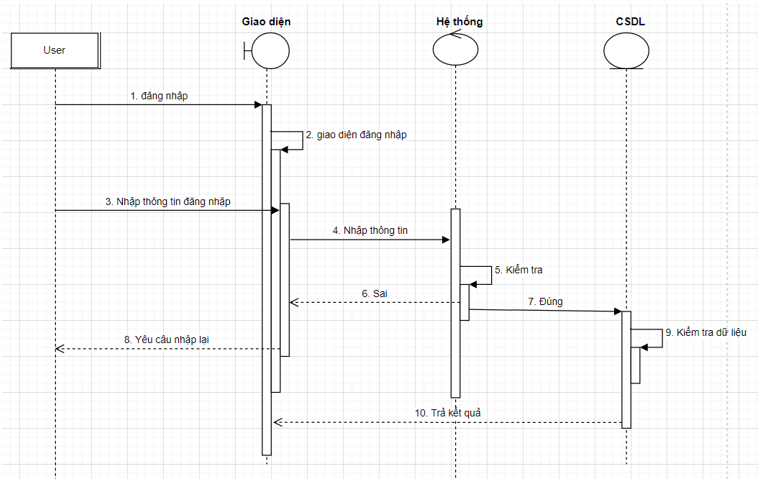 Giao diện
Hệ thống
CSDL
User
1. đăng nhập
2. giao diện đăng nhập
3. Nhập thông tin đăng nhập
4. Nhập thông tin
5. Kiểm tra
6. Sai
7. Đúng
8. Yêu câu nhập lại
9. Kiểm tra dữ liệu
10. Trả kết quả